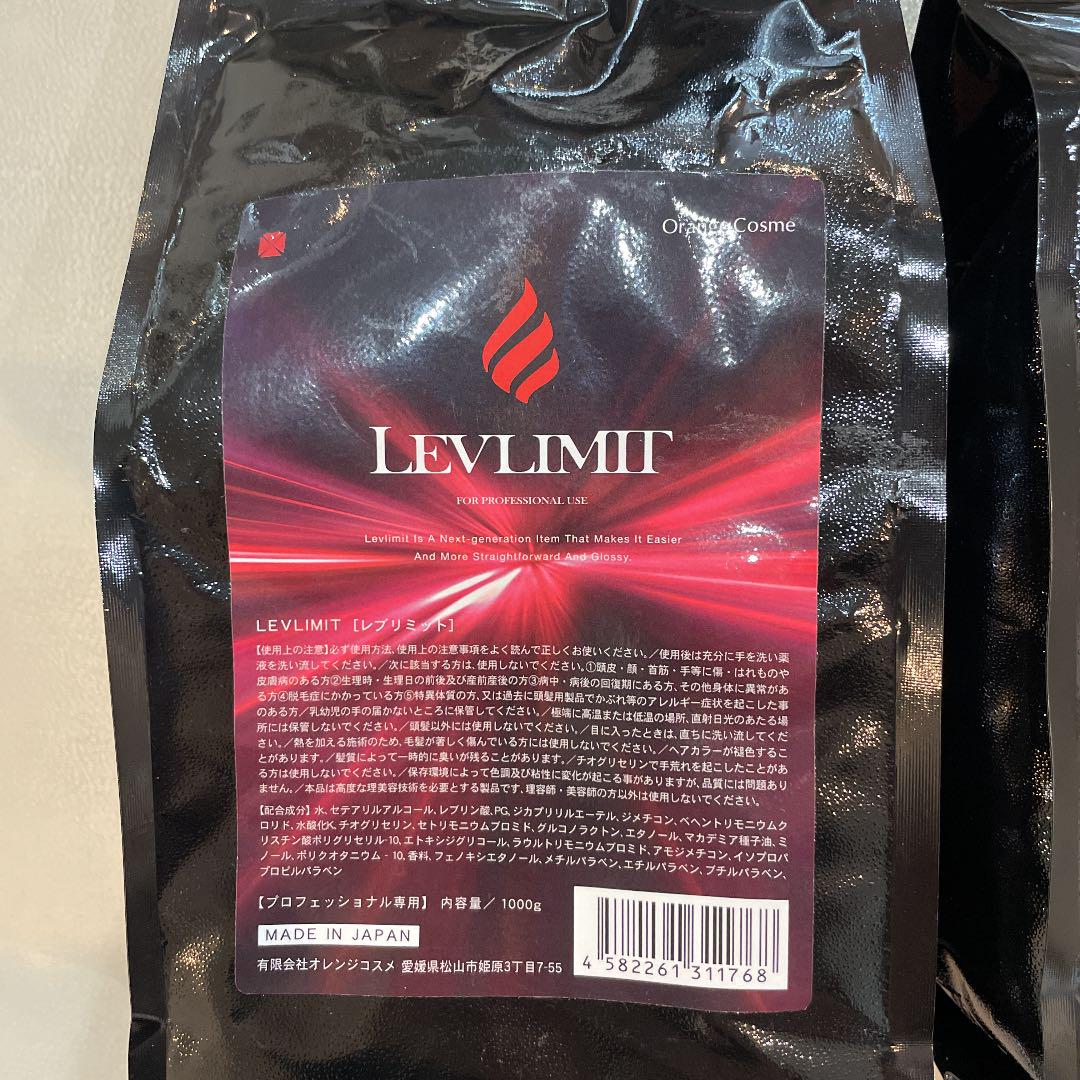 Orange Cosme
LEVLIMIT
FOR PROFESSIONAL USE
Levlimit Is A Next-generation Item That Makes It Easier
And More Straightforward And Glossy.
LEVLIMIT [レブリミット]
【使用上の注意】必ず使用方法、使用上の注意事項をよく読んで正しくお使いください。／使用後は充分に手を洗い薬
液を洗い流してください。／次に該当する方は、使用しないでください。①頭皮・顔・首筋・手等に傷・はれものや
皮膚病のある方②生理時・生理日の前後及び産前産後の方③病中・病後の回復期にある方、その他身体に異常があ
る方④脱毛症にかかっている方⑤特異体質の方、又は過去に頭髪用製品でかぶれ等のアレルギー症状を起こした事
のある方／乳幼児の手の届かないところに保管してください。／極端に高温または低温の場所、直射日光のあたる場
所には保管しないでください。／頭髪以外には使用しないでください。／目に入ったときは、直ちに洗い流してくださ
い。／熱を加える施術のため、毛髪が著しく傷んでいる方には使用しないでください。／ヘアカラーが褪色するこ
とがあります。／髪質によって一時的に臭いが残ることがあります。／チオグリセリンで手荒れを起こしたことがあ
る方は使用しないでください。／保存環境によって色調及び粘性に変化が起こる事がありますが、品質には問題あり
ません。／本品は高度な理美容技術を必要とする製品です、理容師・美容師の方以外は使用しないでください。
【配合成分】水、セテアリルアルコール、レブリン酸、PG、ジカプリリルエーテル、ジメチコン、ベヘントリモニウムク
ロリド、水酸化K、チオグリセリン、セトリモニウムブロミド、グルコノラクトン、エタノール、マカデミア種子油、ミ
リスチン酸ポリグリセリル-10、エトキシジグリコール、ラウルトリモニウムブロミド、アモジメチコン、イソプロパ
ノール、ポリクオタニウム‐10、香料、フェノキシエタノール、メチルパラベン、エチルパラベン、ブチルパラベン、
プロピルパラベン
【プロフェッショナル専用】 内容量／1000g
MADE IN JAPAN
有限会社オレンジコスメ 愛媛県松山市姫原3丁目7-55
4 582261 311768